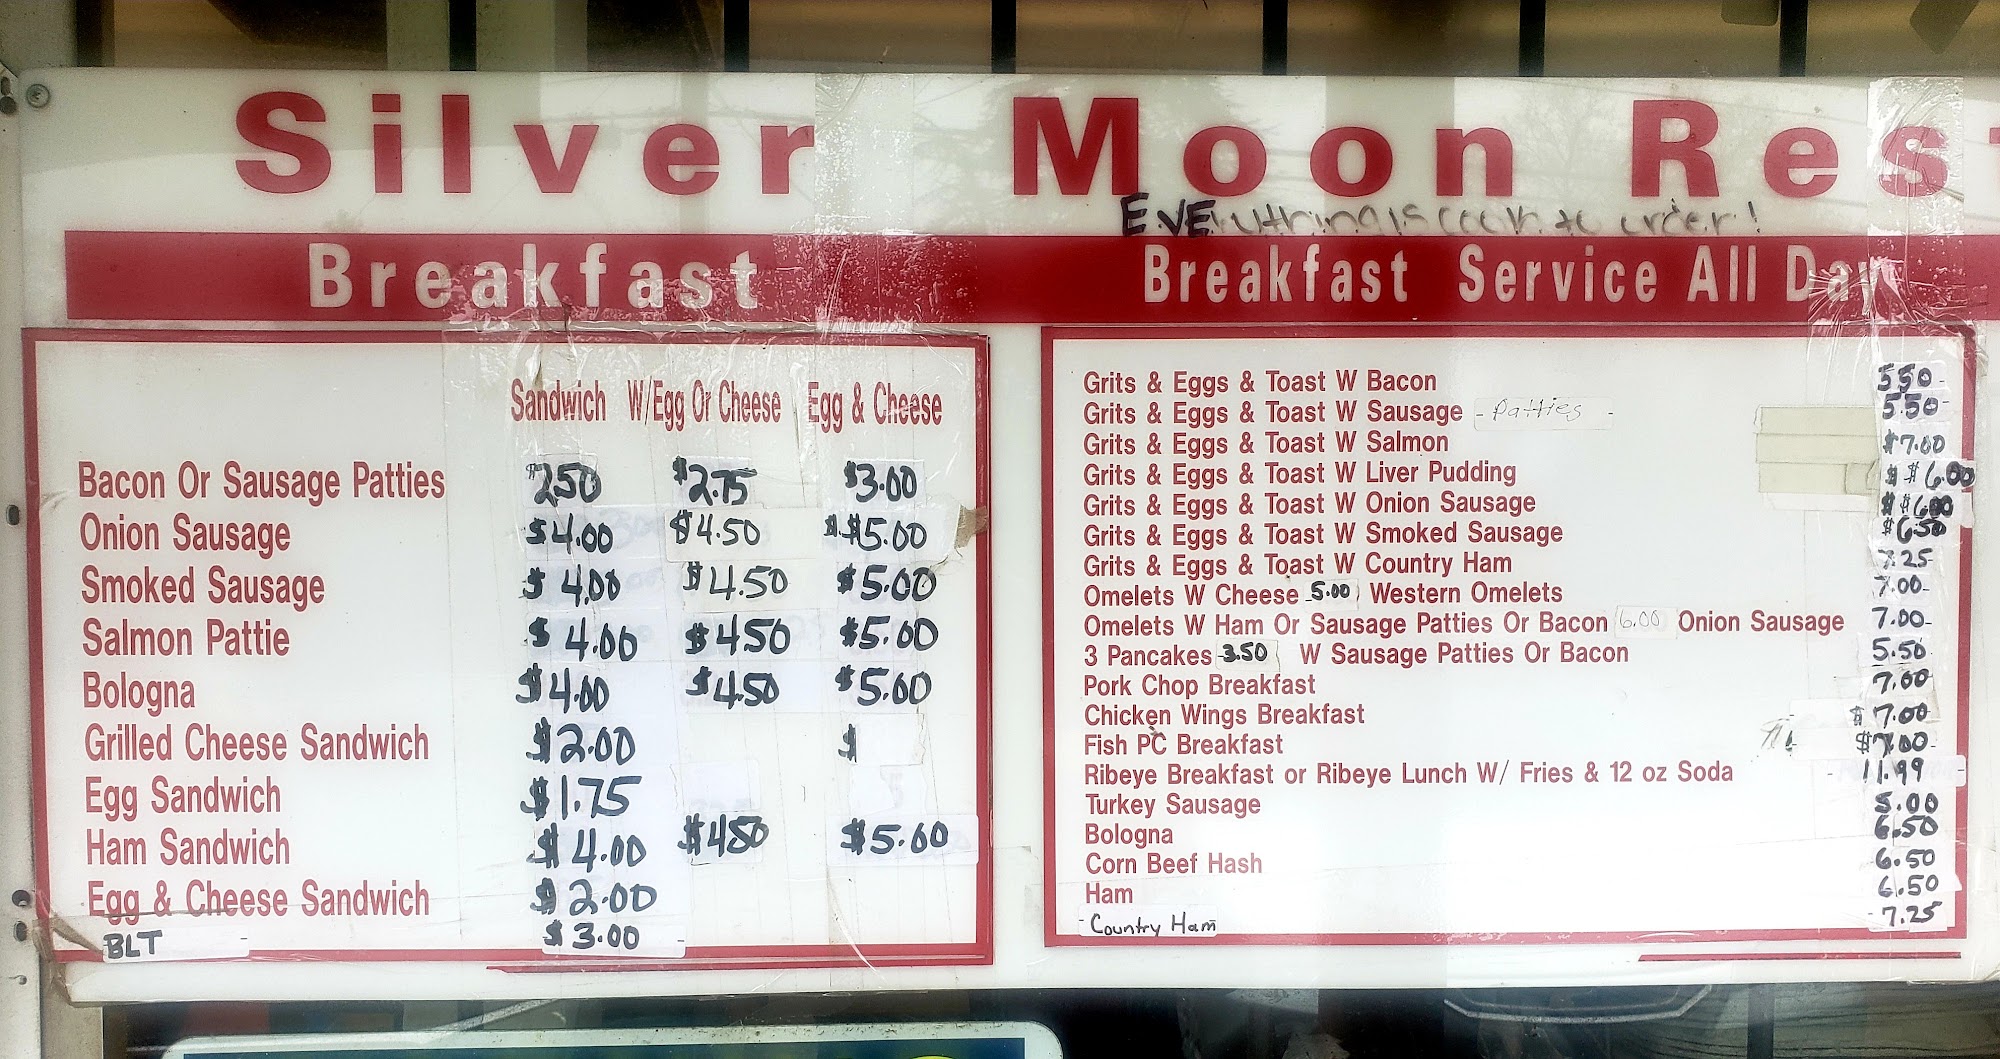 Silver Moon Res
EVErything is cook to order!
Breakfast
Sandwich W/Egg Or Cheese Egg & Cheese
Bacon Or Sausage Patties $250 $2.75 $3.00
Onion Sausage $4.00 $4.50 $ $5.00
Smoked Sausage $4.00 $4.50 $5.00
Salmon Pattie $4.00 $4.50 $5.00
Bologna $4.00 $4.50 $5.00
Grilled Cheese Sandwich $2.00 $
Egg Sandwich $1.75
Ham Sandwich $4.00 $450 $5.00
Egg & Cheese Sandwich $2.00
BLT $3.00
Breakfast Service All Day
Grits & Eggs & Toast W Bacon 550
Grits & Eggs & Toast W Sausage Patties 5.50
Grits & Eggs & Toast W Salmon $7.00
Grits & Eggs & Toast W Liver Pudding $ $6.00
Grits & Eggs & Toast W Onion Sausage $ $6.00
Grits & Eggs & Toast W Smoked Sausage $6.50
Grits & Eggs & Toast W Country Ham 7.25
Omelets W Cheese 5.00 Western Omelets 7.00
Omelets W Ham Or Sausage Patties Or Bacon 6.00 Onion Sausage 7.00
3 Pancakes 3.50 W Sausage Patties Or Bacon 5.50
Pork Chop Breakfast 7.00
Chicken Wings Breakfast $7.00
Fish PC Breakfast $7.00
Ribeye Breakfast or Ribeye Lunch W/ Fries & 12 oz Soda 11.99
Turkey Sausage 5.00
Bologna 6.50
Corn Beef Hash 6.50
Ham 6.50
Country Ham 7.25